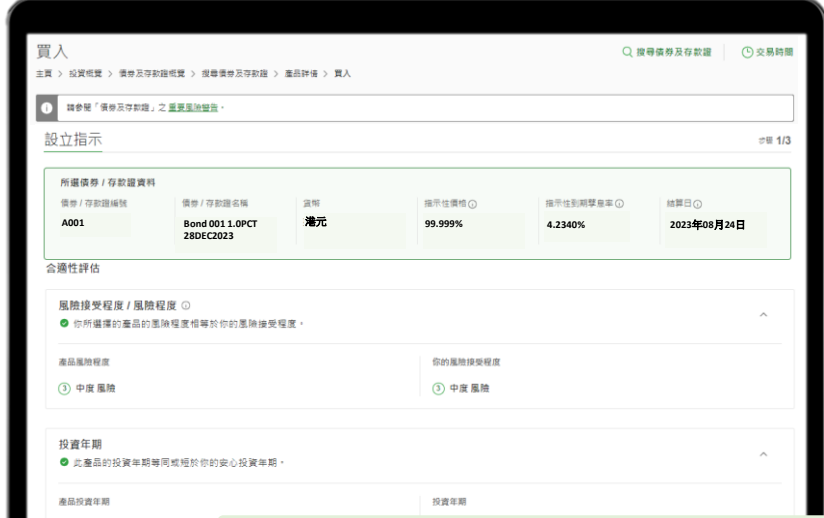 買入
搜尋債券及存款證
交易時間
主頁 > 投資概覽 > 債券及存款證概覽 > 搜尋債券及存款證 > 產品詳情 > 買入
請參閱「債券及存款證」之重要風險警告。
設立指示
步驟 1/3
所選債券 / 存款證資料
債券 / 存款證編號
債券 / 存款證名稱
貨幣
指示性價格
指示性到期孳息率
結算日
A001
Bond 001 1.0PCT
28DEC2023
港元
99.999%
4.2340%
2023年08月24日
合適性評估
風險接受程度 / 風險程度
你所選擇的產品的風險程度相等於你的風險接受程度。
產品風險程度
你的風險接受程度
3 中度風險
3 中度風險
投資年期
此產品的投資年期等同或短於你的安心投資年期。
產品投資年期
投資年期